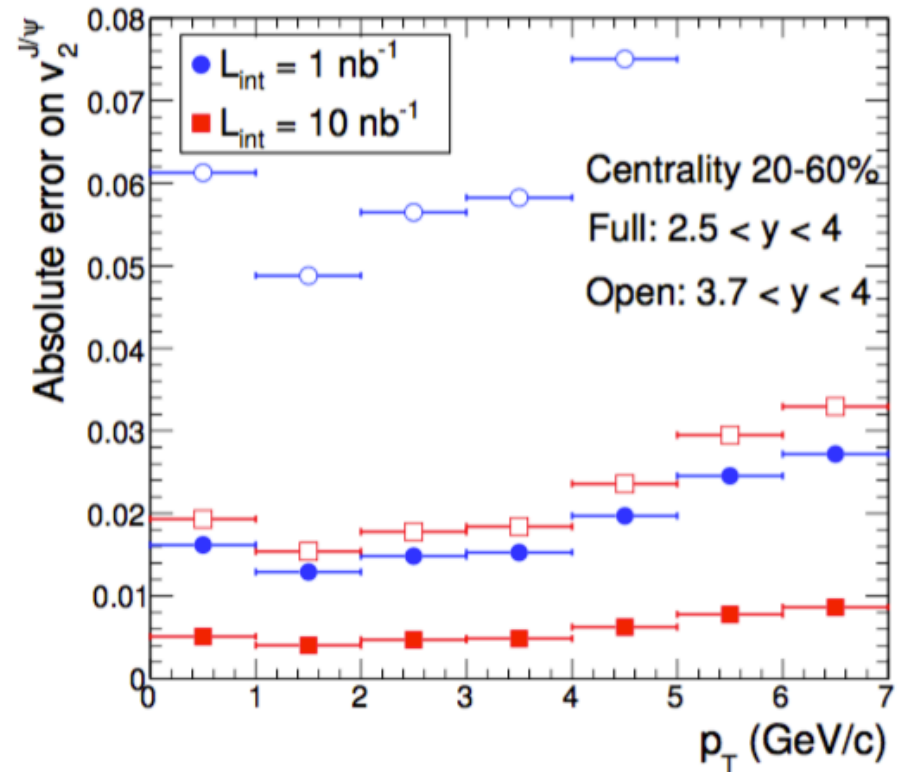 Absolute error on v₂^{J/ψ}
0.08
0.07
0.06
0.05
0.04
0.03
0.02
0.01
0
L_int = 1 nb⁻¹
L_int = 10 nb⁻¹
Centrality 20-60%
Full: 2.5 < y < 4
Open: 3.7 < y < 4
0 1 2 3 4 5 6 7
p_T (GeV/c)